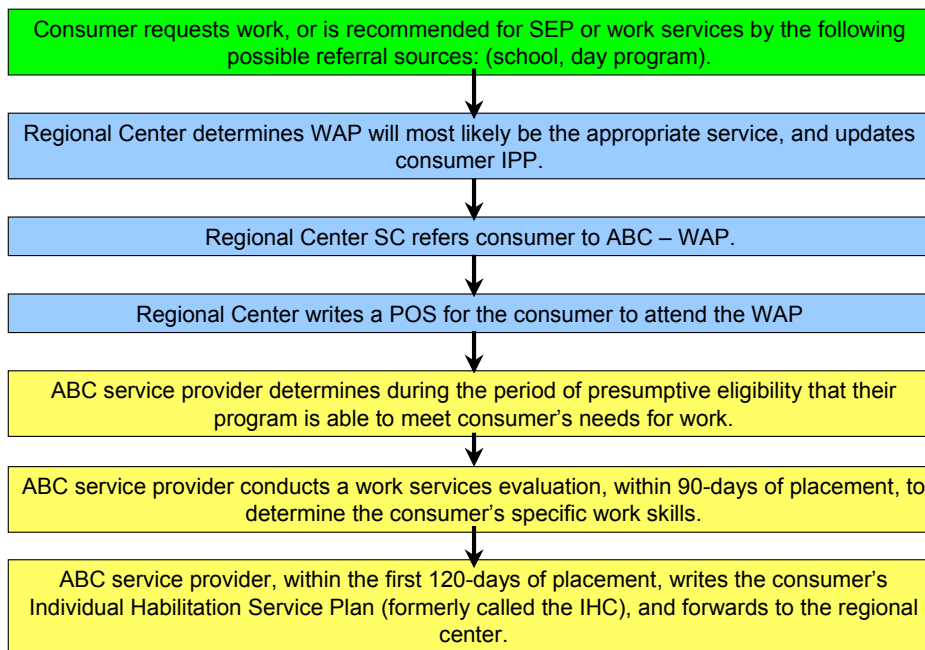 Consumer requests work, or is recommended for SEP or work services by the following
possible referral sources: (school, day program).
Regional Center determines WAP will most likely be the appropriate service, and updates
consumer IPP.
Regional Center SC refers consumer to ABC – WAP.
Regional Center writes a POS for the consumer to attend the WAP
ABC service provider determines during the period of presumptive eligibility that their
program is able to meet consumer’s needs for work.
ABC service provider conducts a work services evaluation, within 90-days of placement, to
determine the consumer’s specific work skills.
ABC service provider, within the first 120-days of placement, writes the consumer’s
Individual Habilitation Service Plan (formerly called the IHC), and forwards to the regional
center.